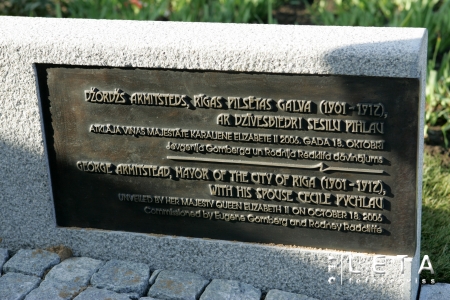 DŽORDŽS ARMITSTEDS, RĪGAS PILSĒTAS GALVA (1901-1912),
AR DZĪVESBIEDRI SESILU PIHLAU
ATKLĀJA VIŅAS MAJESTĀTE KARALIENE ELIZABETE II 2006. GADA 18. OKTOBRĪ
Jevgeņija Gomberga un Rodnija Redklifa dāvinājums
GEORGE ARMITSTEAD, MAYOR OF THE CITY OF RIGA (1901-1912),
WITH HIS SPOUSE CECILE PYCHLAU
UNVEILED BY HER MAJESTY QUEEN ELIZABETH II ON OCTOBER 18, 2006
Commissioned by Eugene Gomberg and Rodney Radcliffe
LETA